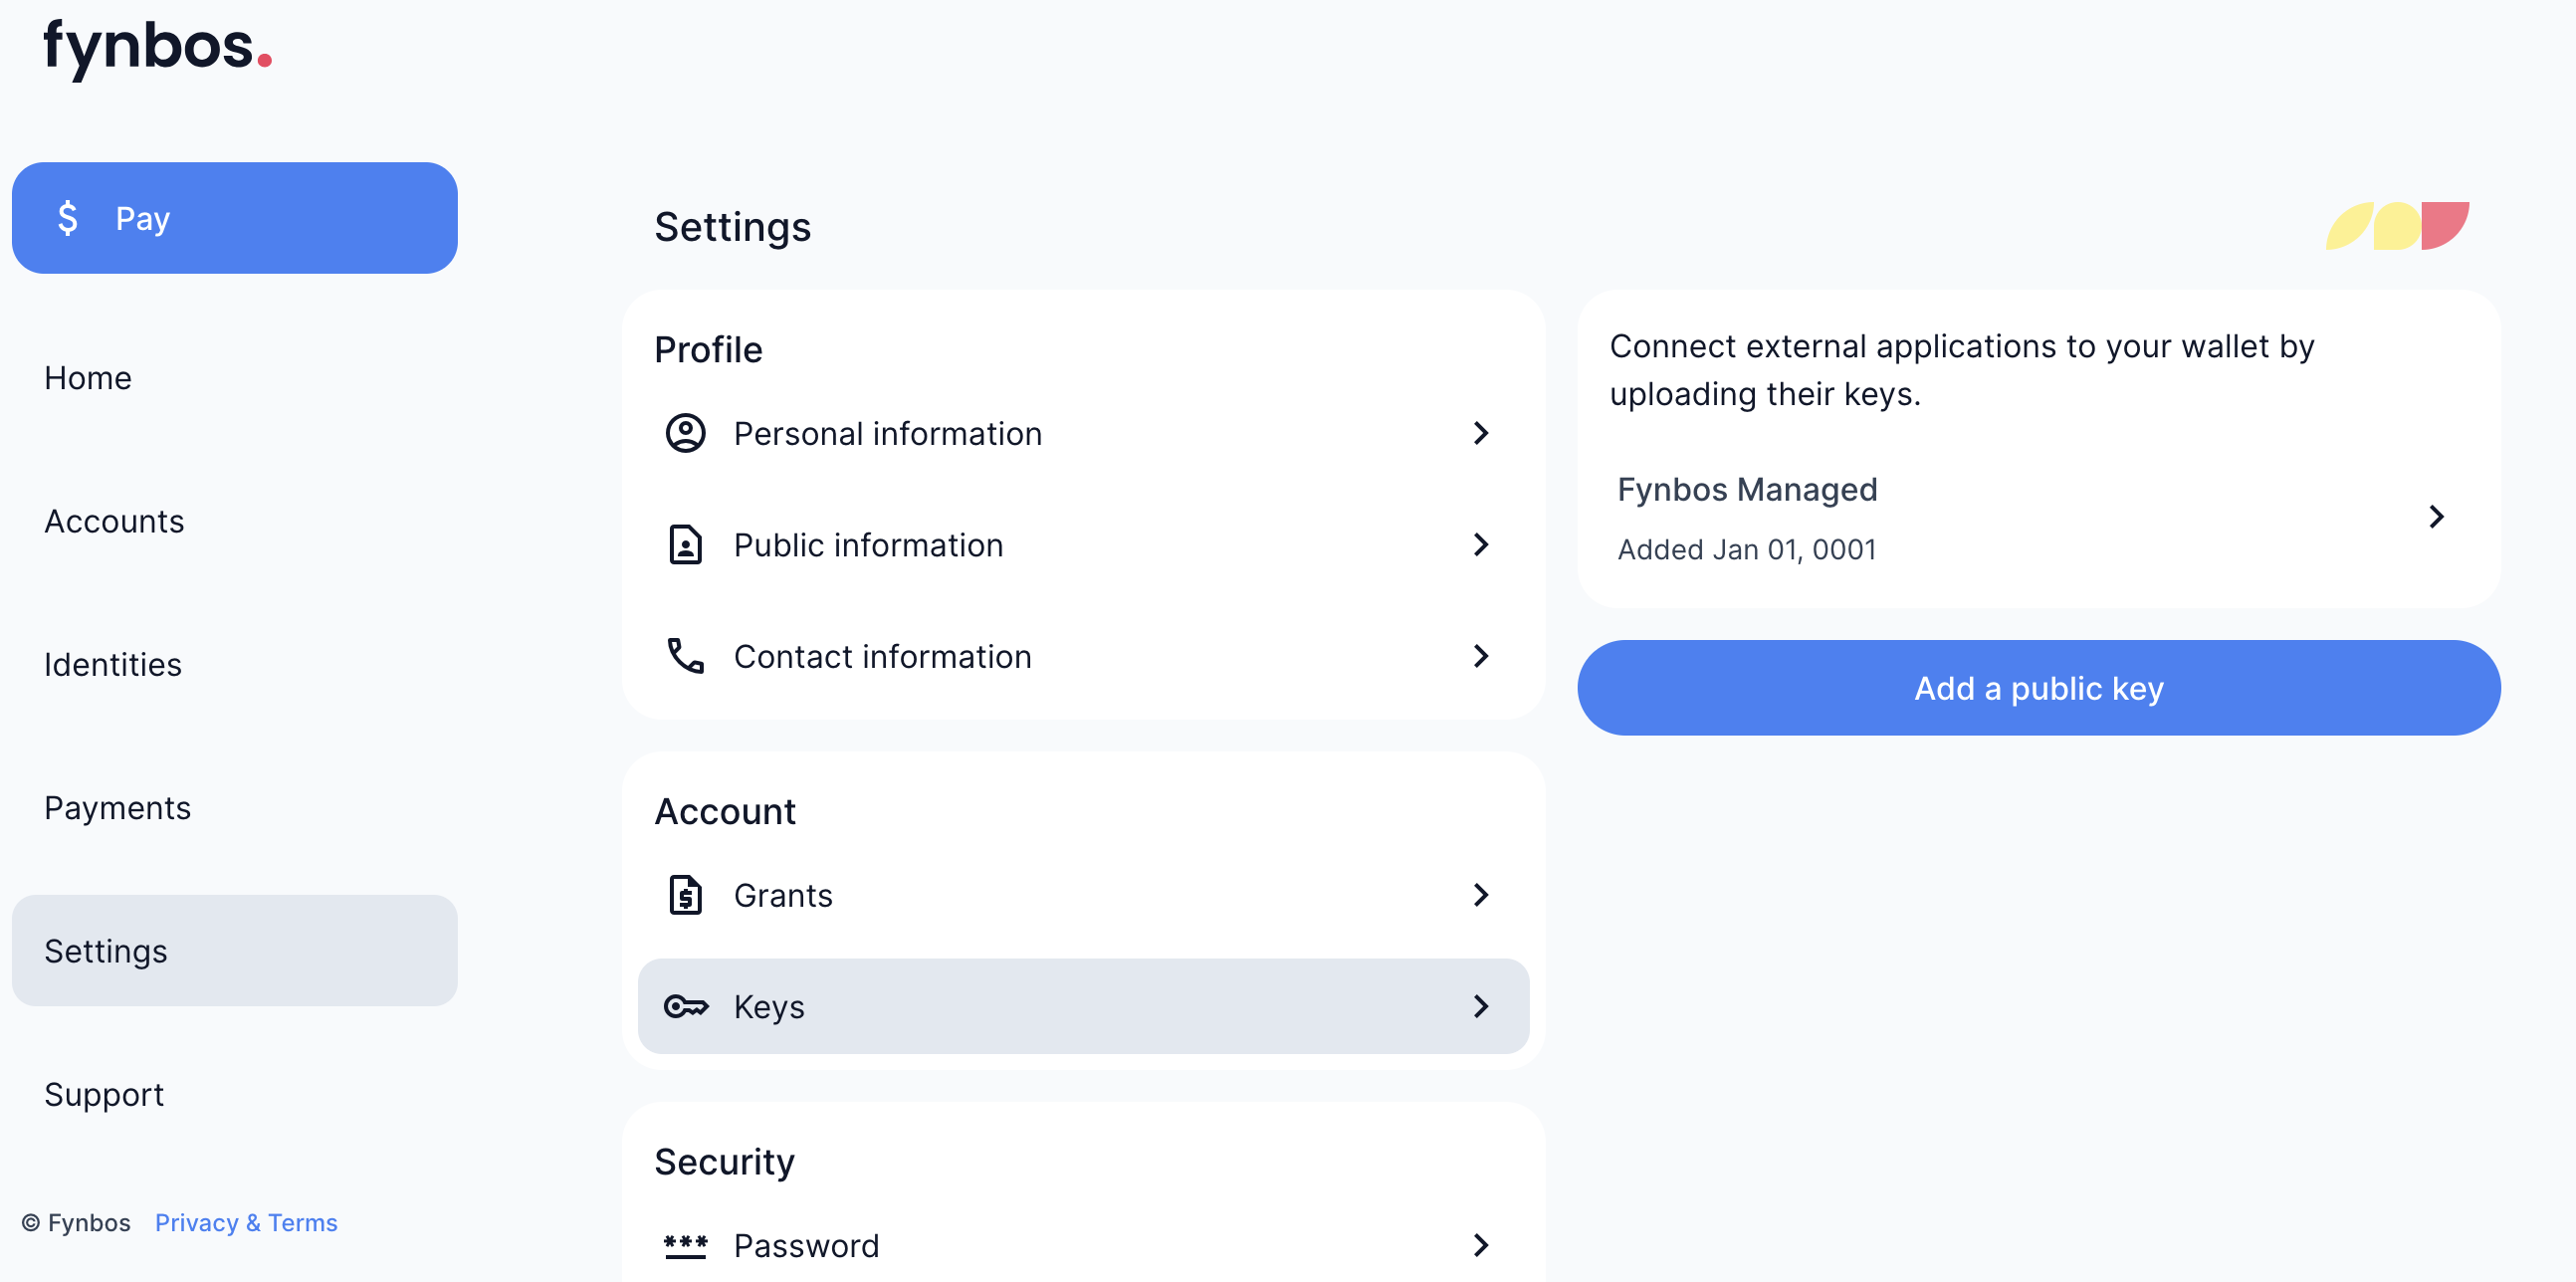 fynbos.
Pay
Home
Accounts
Identities
Payments
Settings
Support
© Fynbos Privacy & Terms
Settings
Profile
Personal information
Public information
Contact information
Account
Grants
Keys
Security
Password
Connect external applications to your wallet by
uploading their keys.
Fynbos Managed
Added Jan 01, 0001
Add a public key